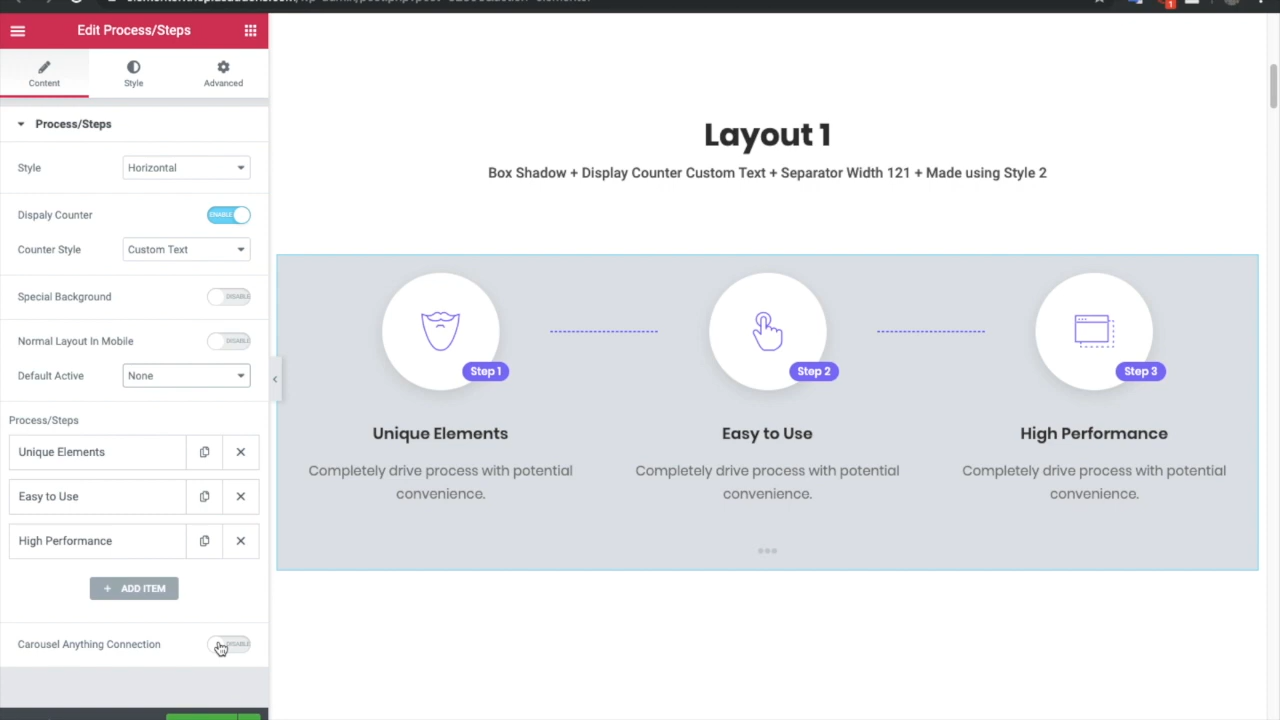 Edit Process/Steps
Content
Style
Advanced
Process/Steps
Style
Horizontal
Dispaly Counter
ENABLE
Counter Style
Custom Text
Special Background
DISABLE
Normal Layout In Mobile
DISABLE
Default Active
None
Process/Steps
Unique Elements
Easy to Use
High Performance
+ ADD ITEM
Carousel Anything Connection
DISABLE
Layout 1
Box Shadow + Display Counter Custom Text + Separator Width 121 + Made using Style 2
Step 1
Step 2
Step 3
Unique Elements
Easy to Use
High Performance
Completely drive process with potential
convenience.
Completely drive process with potential
convenience.
Completely drive process with potential
convenience.